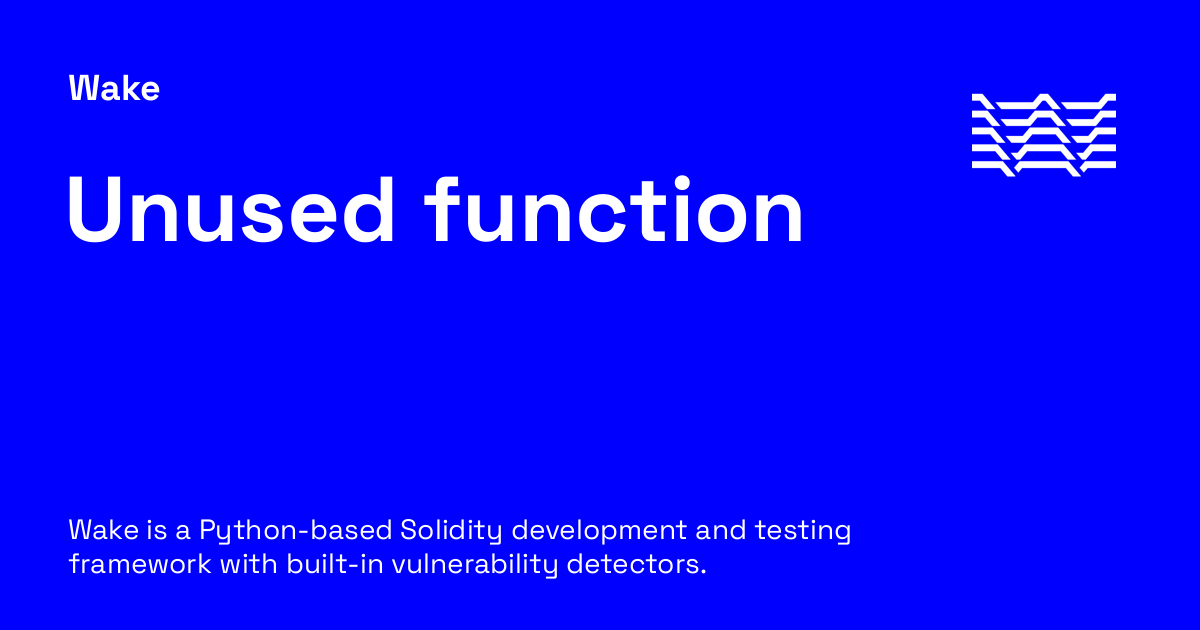 Wake
Unused function
Wake is a Python-based Solidity development and testing
framework with built-in vulnerability detectors.